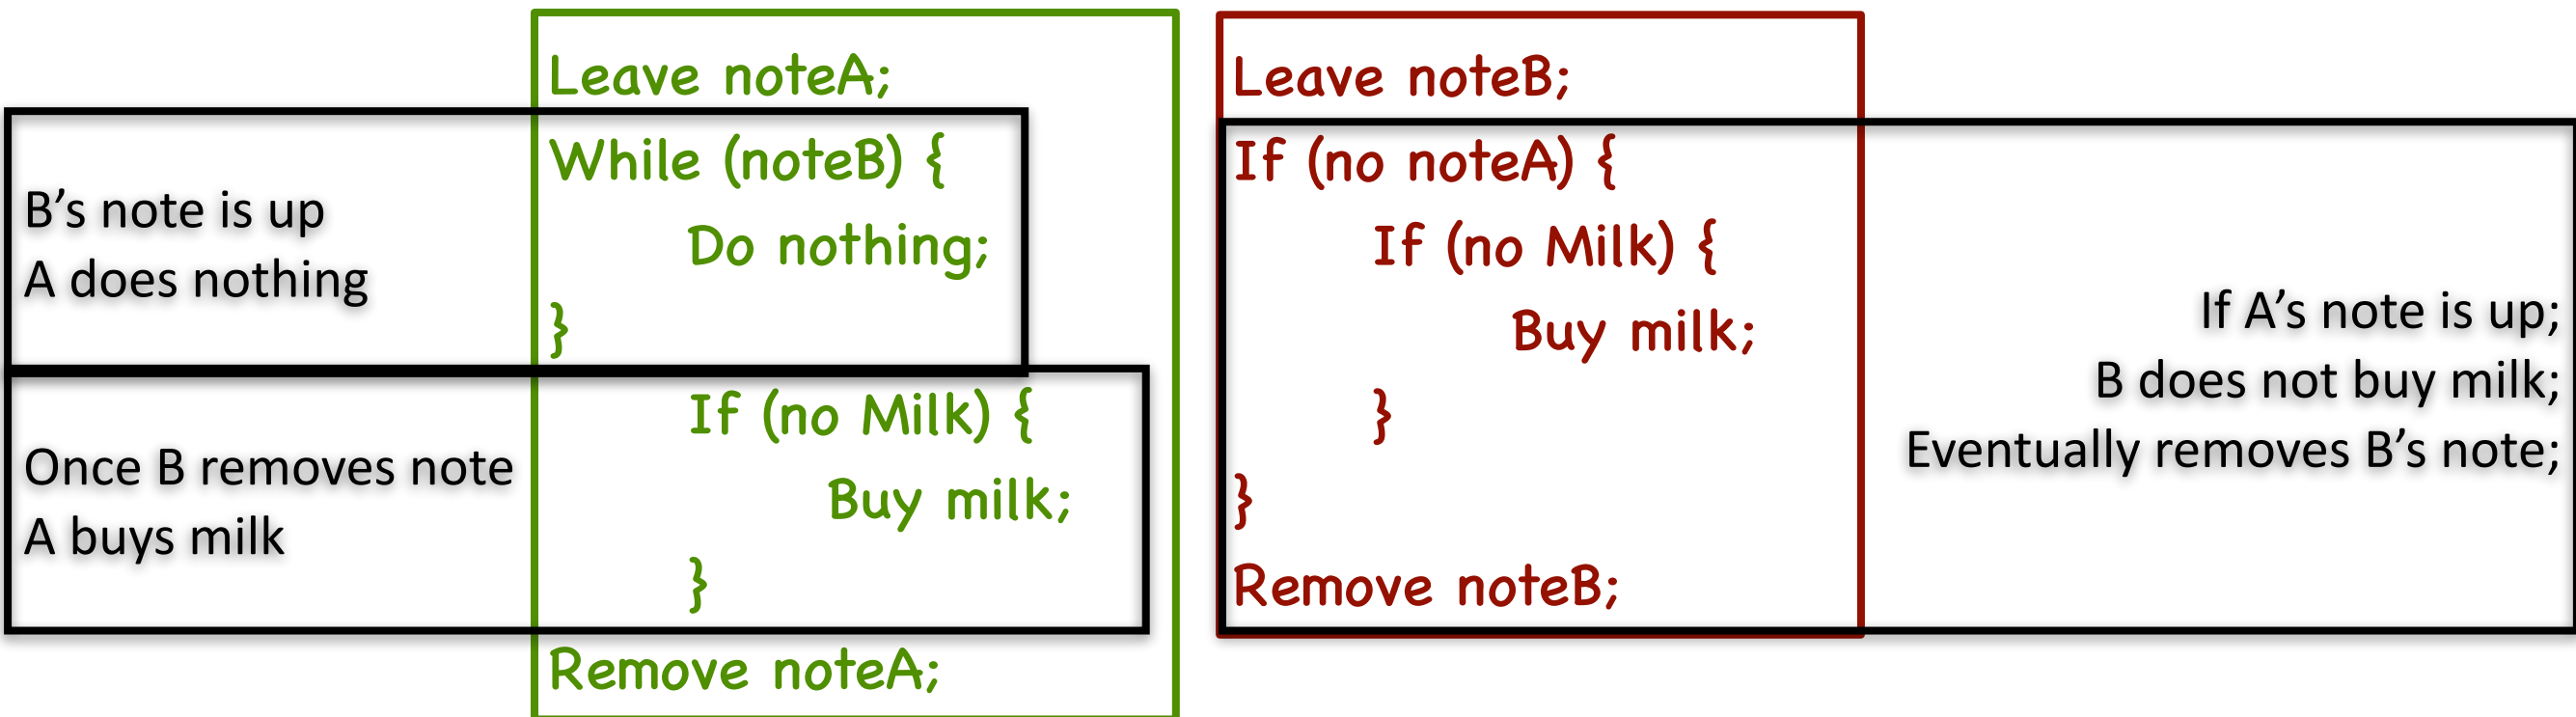 Leave noteA;
While (noteB) {
Do nothing;
}
If (no Milk) {
Buy milk;
}
Remove noteA;
B’s note is up
A does nothing
Once B removes note
A buys milk
Leave noteB;
If (no noteA) {
If (no Milk) {
Buy milk;
}
}
Remove noteB;
If A’s note is up;
B does not buy milk;
Eventually removes B’s note;